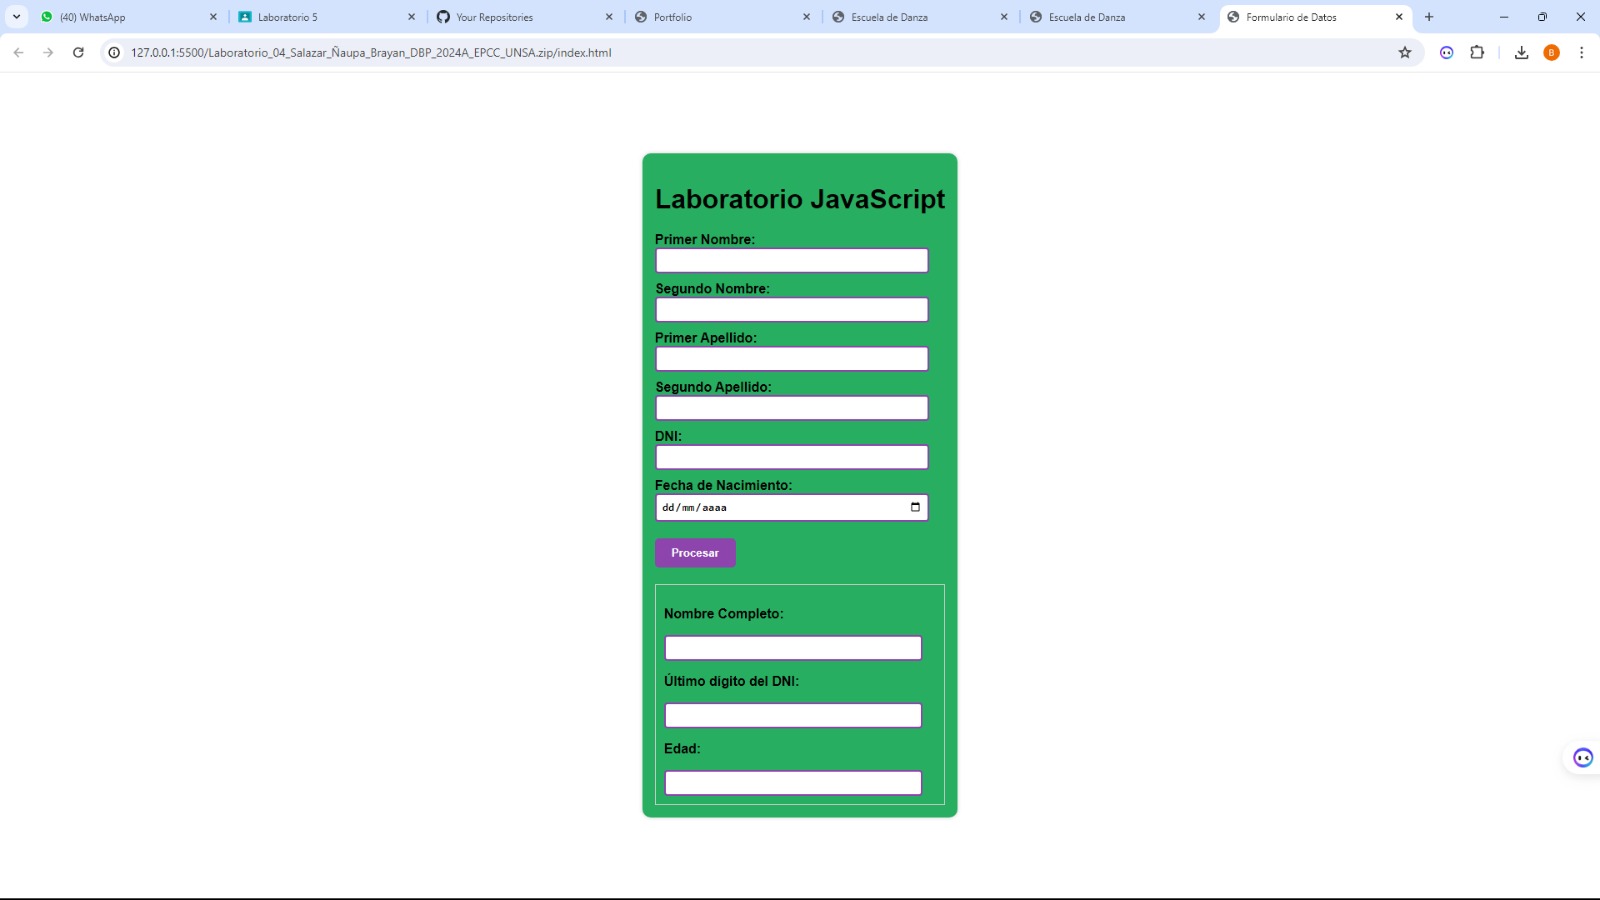 (40) WhatsApp
Laboratorio 5
Your Repositories
Portfolio
Escuela de Danza
Escuela de Danza
Formulario de Datos
127.0.0.1:5500/Laboratorio_04_Salazar_Ñaupa_Brayan_DBP_2024A_EPCC_UNSA.zip/index.html
B
Laboratorio JavaScript
Primer Nombre:
Segundo Nombre:
Primer Apellido:
Segundo Apellido:
DNI:
Fecha de Nacimiento:
dd/mm/aaaa
Procesar
Nombre Completo:
Último digito del DNI:
Edad: